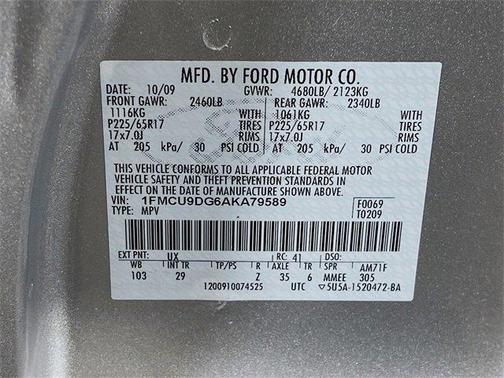 MFD. BY FORD MOTOR CO.
DATE: 10/09 GVWR: 4680LB/ 2123KG
FRONT GAWR: 2460LB REAR GAWR: 2340LB
1116KG WITH 1061KG WITH
P225/65R17 TIRES P225/65R17 TIRES
17x7.0J RIMS 17x7.0J RIMS
AT 205 kPa/ 30 PSI COLD AT 205 kPa/ 30 PSI COLD
THIS VEHICLE CONFORMS TO ALL APPLICABLE FEDERAL MOTOR
VEHICLE SAFETY AND THEFT PREVENTION STANDARDS IN
EFFECT ON THE DATE OF MANUFACTURE SHOWN ABOVE.
VIN: 1FMCU9DG6AKA79589 F0069
TYPE: MPV T0209
EXT PNT: UX RC: 41 DSO:
WB INT TR TP/PS R AXLE TR SPR AM71F
103 29 Z 35 6 MMEE 305
1200910074525 UTC ▽5U5A-1520472-BA